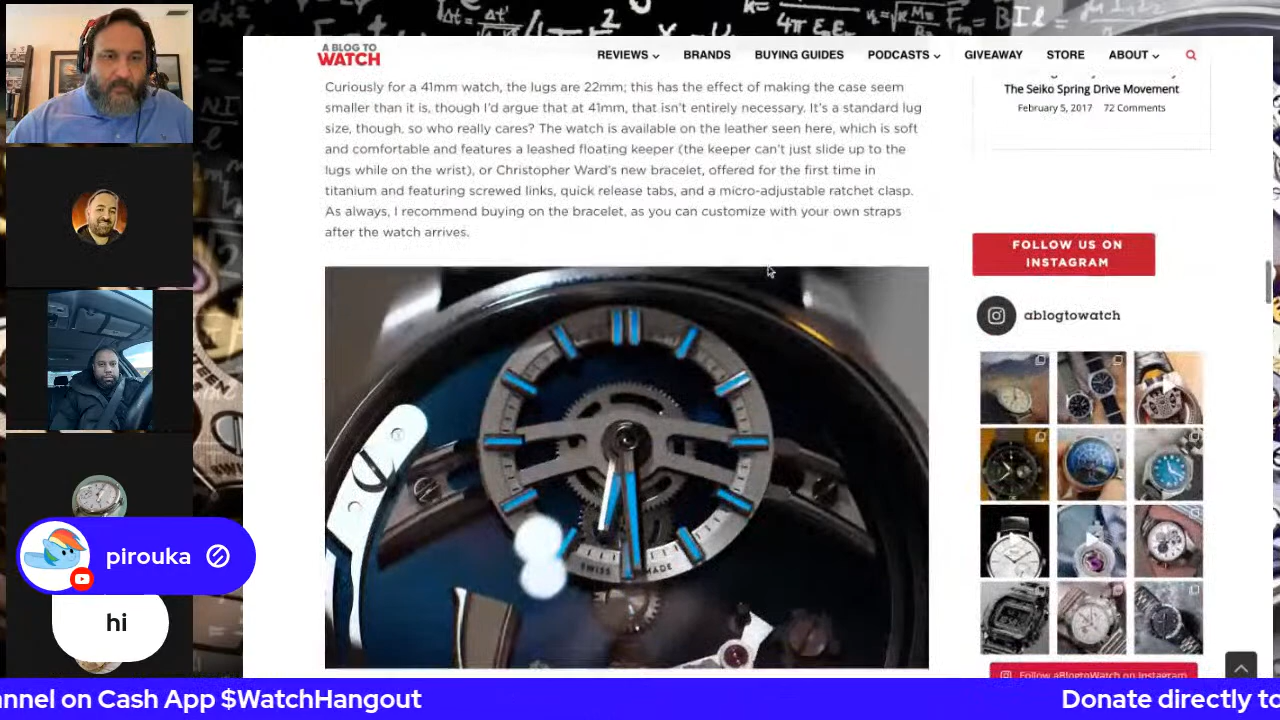 A BLOG TO
WATCH
REVIEWS
BRANDS
BUYING GUIDES
PODCASTS
GIVEAWAY
STORE
ABOUT
Curiously for a 41mm watch, the lugs are 22mm; this has the effect of making the case seem
smaller than it is, though I'd argue that at 41mm, that isn't entirely necessary. It's a standard lug
size, though. so who really cares? The watch is available on the leather seen here, which is soft
and comfortable and features a leashed floating keeper (the keeper can't just slide up to the
lugs while on the wrist), or Christopher Ward's new bracelet, offered for the first time in
titanium and featuring screwed links, quick release tabs, and a micro-adjustable ratchet clasp.
As always, I recommend buying on the bracelet, as you can customize with your own straps
after the watch arrives.
The Seiko Spring Drive Movement
February 5, 2017 72 Comments
FOLLOW US ON
INSTAGRAM
ablogtowatch
SWISS MADE
Follow aBlogtoWatch on Instagram
pirouka
hi
annel on Cash App $WatchHangout
Donate directly to